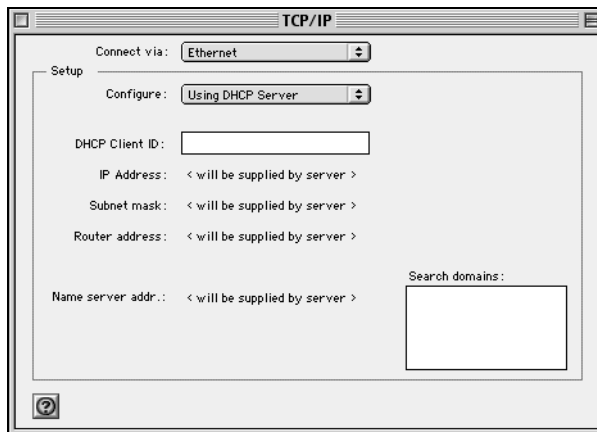 TCP/IP
Connect via: Ethernet
Setup
Configure: Using DHCP Server
DHCP Client ID:
IP Address: < will be supplied by server >
Subnet mask: < will be supplied by server >
Router address: < will be supplied by server >
Search domains:
Name server addr.: < will be supplied by server >
?